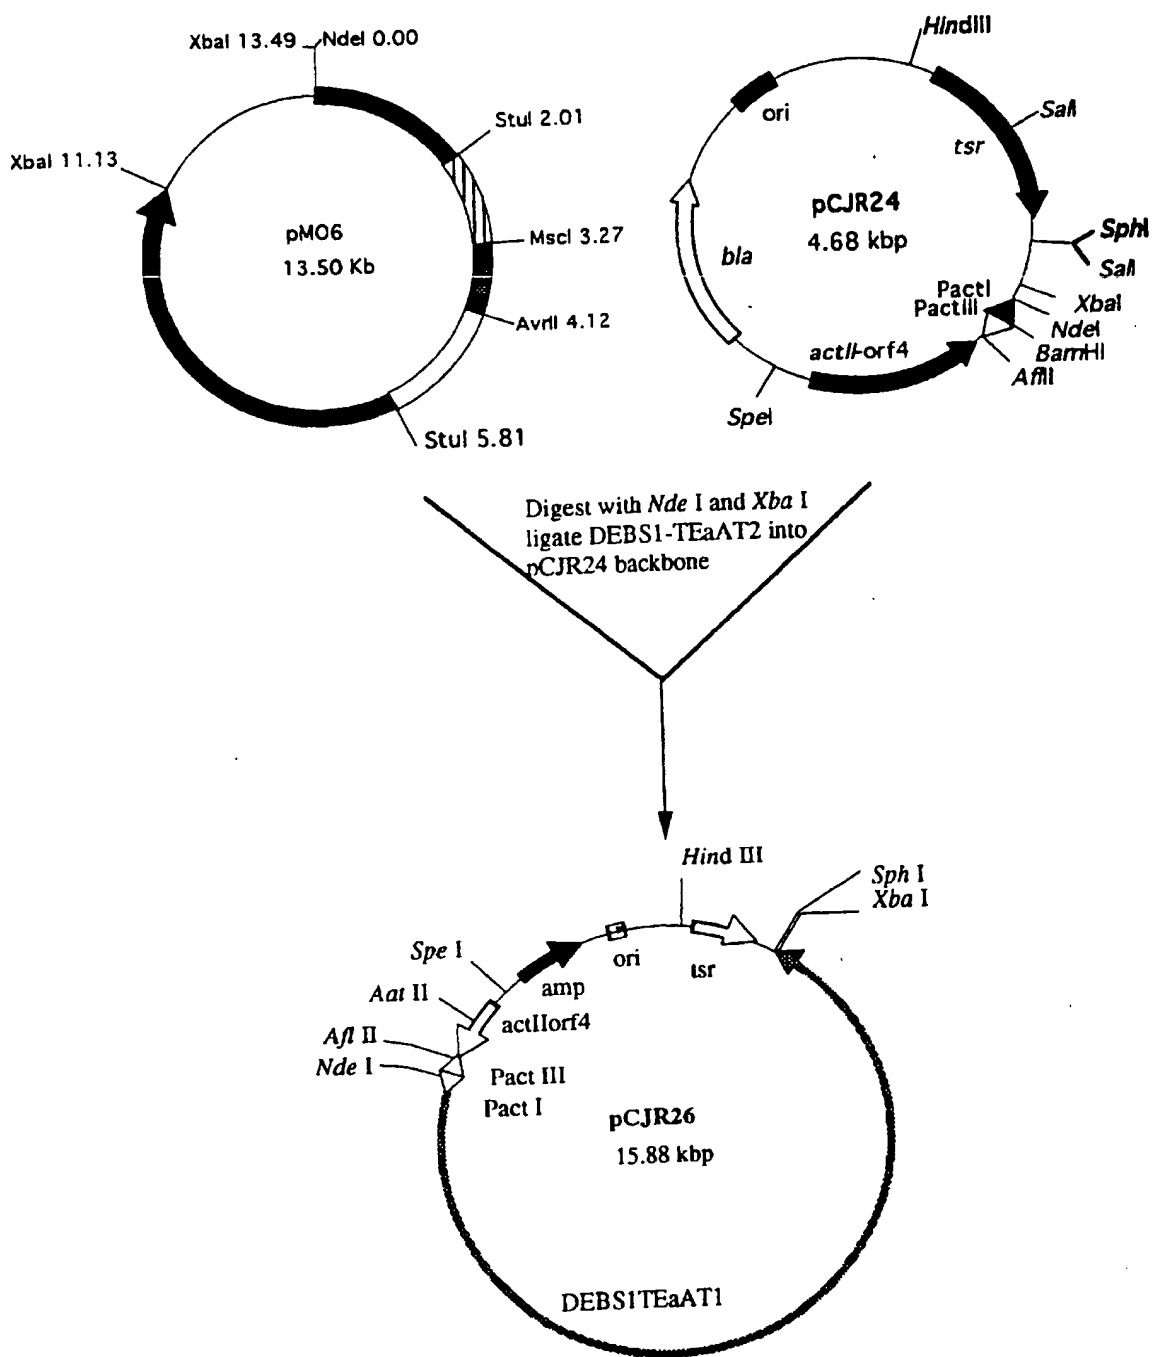 XbaI 13.49
NdeI 0.00
StuI 2.01
XbaI 11.13
pMO6
13.50 Kb
MscI 3.27
AvrII 4.12
StuI 5.81
HindIII
ori
SalI
tsr
pCJR24
4.68 kbp
SphI
SalI
bla
PactI
PactIII
XbaI
NdeI
BamHI
AflII
actII-orf4
SpeI
Digest with Nde I and Xba I
ligate DEBS1-TEaAT2 into
pCJR24 backbone
Hind III
Sph I
Xba I
Spe I
ori
tsr
amp
Aat II
actIIorf4
Afl II
Nde I
Pact III
Pact I
pCJR26
15.88 kbp
DEBS1TEaAT1